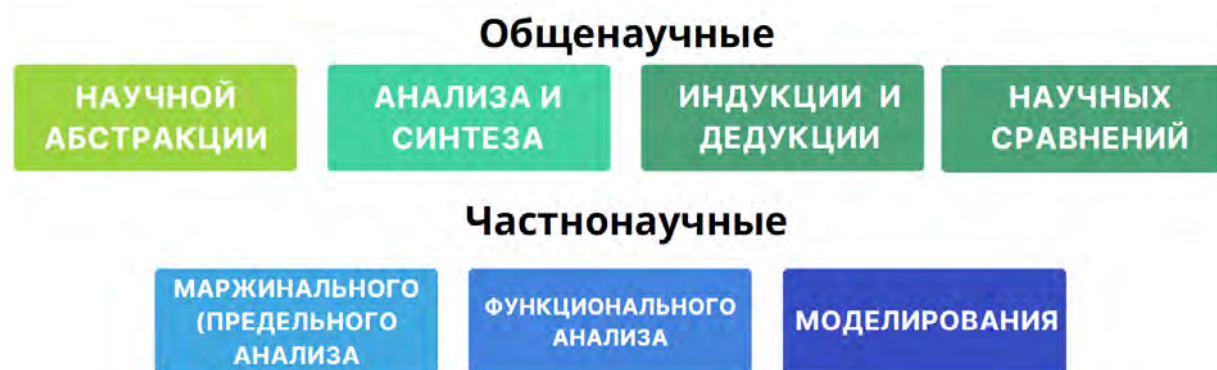 Общенаучные
НАУЧНОЙ
АБСТРАКЦИИ
АНАЛИЗА И
СИНТЕЗА
ИНДУКЦИИ И
ДЕДУКЦИИ
НАУЧНЫХ
СРАВНЕНИЙ
Частнонаучные
МАРЖИНАЛЬНОГО
(ПРЕДЕЛЬНОГО
АНАЛИЗА
ФУНКЦИОНАЛЬНОГО
АНАЛИЗА
МОДЕЛИРОВАНИЯ